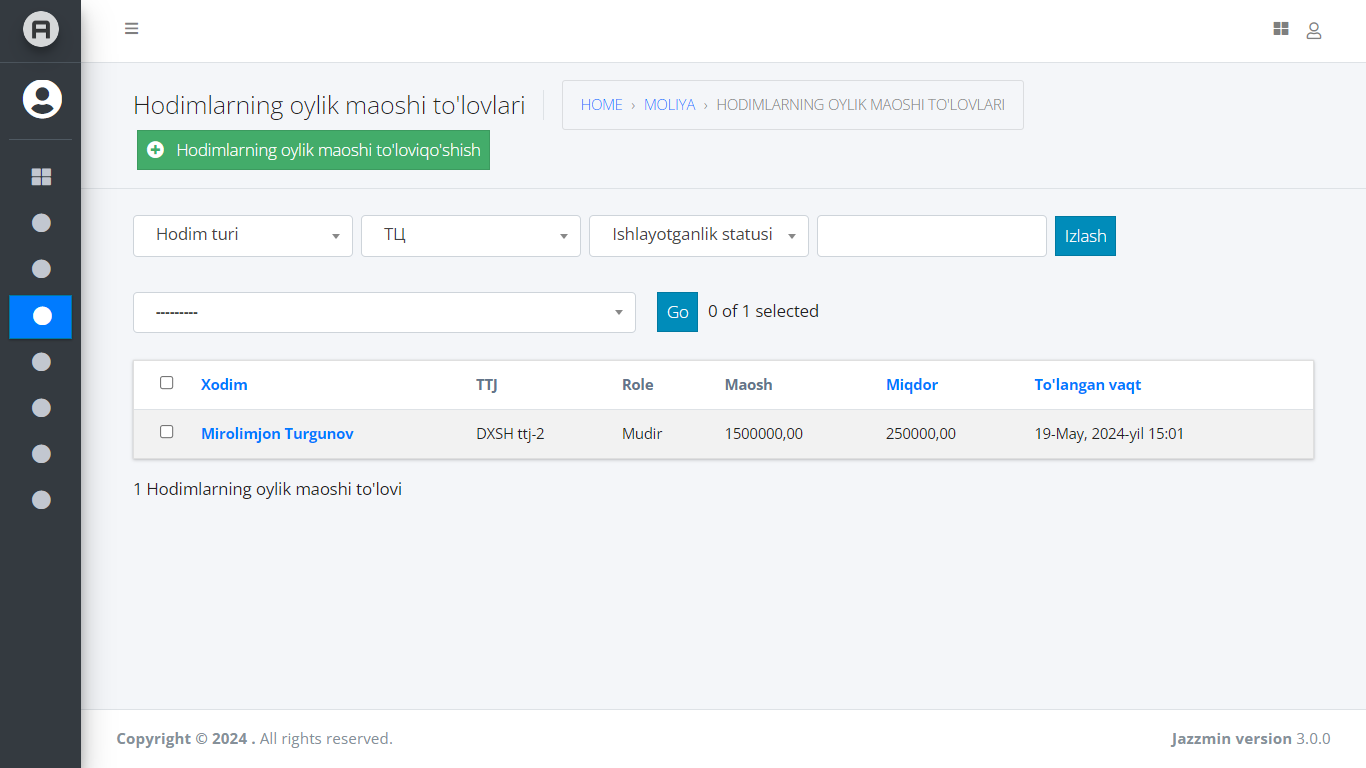 Hodimlarning oylik maoshi to'lovlari
HOME › MOLIYA › HODIMLARNING OYLIK MAOSHI TO'LOVLARI
Hodimlarning oylik maoshi to'loviqo'shish
Hodim turi ТЦ Ishlayotganlik statusi Izlash
--------- Go 0 of 1 selected
Xodim TTJ Role Maosh Miqdor To'langan vaqt
Mirolimjon Turgunov DXSH ttj-2 Mudir 1500000,00 250000,00 19-May, 2024-yil 15:01
1 Hodimlarning oylik maoshi to'lovi
Copyright © 2024 . All rights reserved. Jazzmin version 3.0.0